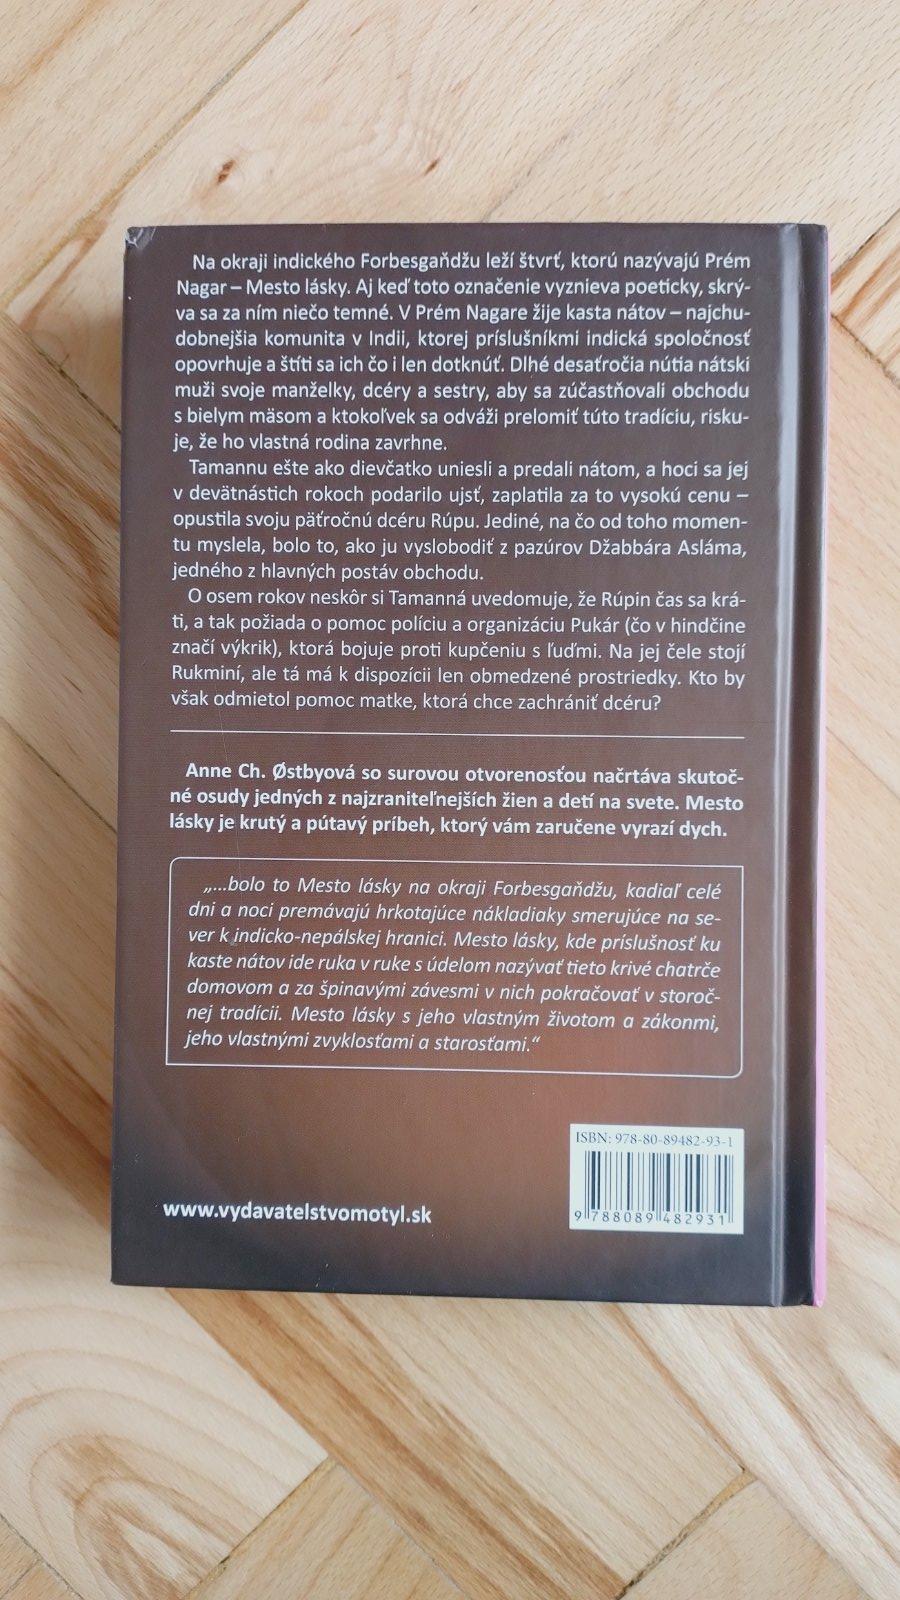 Na okraji indického Forbesgaňdžu leží štvrť, ktorú nazývajú Prém
Nagar – Mesto lásky. Aj keď toto označenie vyznieva poeticky, skrý-
va sa za ním niečo temné. V Prém Nagare žije kasta nátov – najchu-
dobnejšia komunita v Indii, ktorej príslušníkmi indická spoločnosť
opovrhuje a štíti sa ich čo i len dotknúť. Dlhé desaťročia nútia nátski
muži svoje manželky, dcéry a sestry, aby sa zúčastňovali obchodu
s bielym mäsom a ktokoľvek sa odváži prelomiť túto tradíciu, risku-
je, že ho vlastná rodina zavrhne.
Tamannu ešte ako dievčatko uniesli a predali nátom, a hoci sa jej
v devätnástich rokoch podarilo ujsť, zaplatila za to vysokú cenu –
opustila svoju päťročnú dcéru Rúpu. Jediné, na čo od toho momen-
tu myslela, bolo to, ako ju vyslobodiť z pazúrov Džabbára Asláma,
jedného z hlavných postáv obchodu.
O osem rokov neskôr si Tamanná uvedomuje, že Rúpin čas sa krá-
ti, a tak požiada o pomoc políciu a organizáciu Pukár (čo v hindčine
značí výkrik), ktorá bojuje proti kupčeniu s ľuďmi. Na jej čele stojí
Rukminí, ale tá má k dispozícii len obmedzené prostriedky. Kto by
však odmietol pomoc matke, ktorá chce zachrániť dcéru?
Anne Ch. Østbyová so surovou otvorenosťou načrtáva skutoč-
né osudy jedných z najzraniteľnejších žien a detí na svete. Mesto
lásky je krutý a pútavý príbeh, ktorý vám zaručene vyrazí dych.
„...bolo to Mesto lásky na okraji Forbesgaňdžu, kadiaľ celé
dni a noci premávajú hrkotajúce nákladiaky smerujúce na se-
ver k indicko-nepálskej hranici. Mesto lásky, kde príslušnosť ku
kaste nátov ide ruka v ruke s údelom nazývať tieto krivé chatrče
domovom a za špinavými závesmi v nich pokračovať v storoč-
nej tradícii. Mesto lásky s jeho vlastným životom a zákonmi,
jeho vlastnými zvyklosťami a starosťami.“
ISBN: 978-80-89482-93-1
9 788089 482931
www.vydavatelstvomotyl.sk